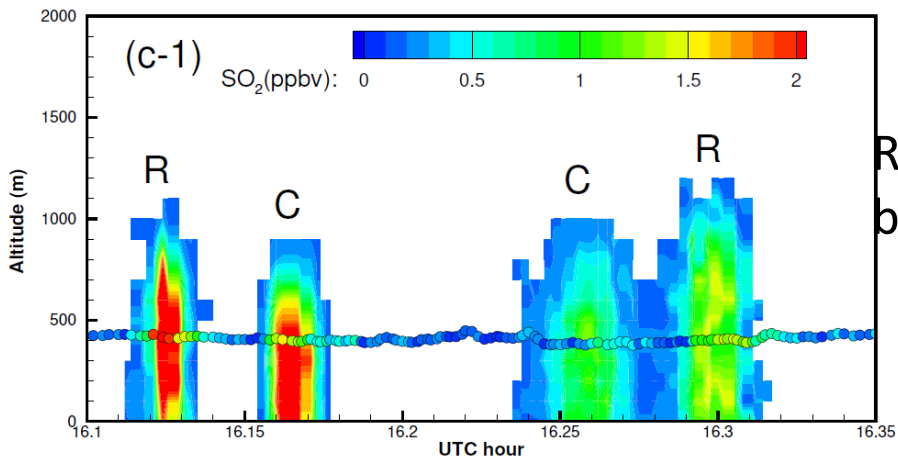 2000
(c-1)
SO2(ppbv): 0 0.5 1 1.5 2
1500
R
C
C
R
R
b
1000
500
0
Altitude (m)
16.1 16.15 16.2 16.25 16.3 16.35
UTC hour